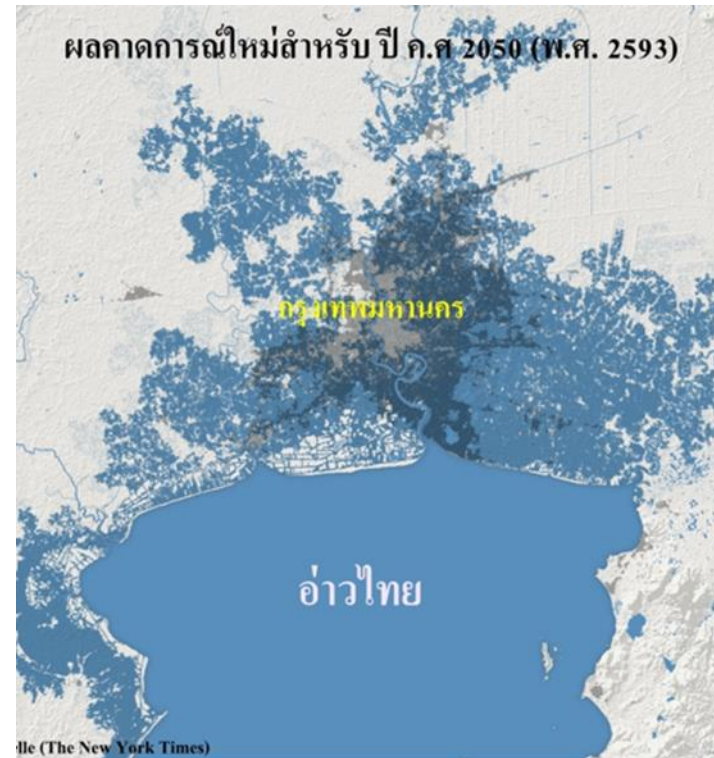 ผลคาดการณ์ใหม่สำหรับ ปี ค.ศ 2050 (พ.ศ. 2593)
กรุงเทพมหานคร
อ่าวไทย
(The New York Times)